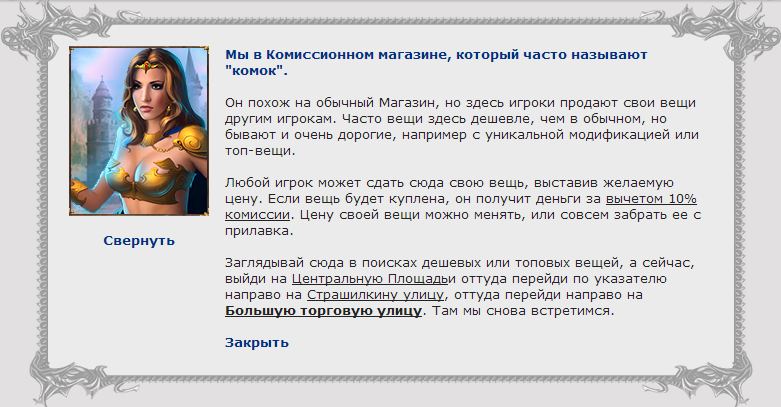 Мы в Комиссионном магазине, который часто называют
"комок".
Он похож на обычный Магазин, но здесь игроки продают свои вещи
другим игрокам. Часто вещи здесь дешевле, чем в обычном, но
бывают и очень дорогие, например с уникальной модификацией или
топ-вещи.
Любой игрок может сдать сюда свою вещь, выставив желаемую
цену. Если вещь будет куплена, он получит деньги за вычетом 10%
комиссии. Цену своей вещи можно менять, или совсем забрать ее с
прилавка.
Свернуть
Заглядывай сюда в поисках дешевых или топовых вещей, а сейчас,
выйди на Центральную Площадьи оттуда перейди по указателю
направо на Страшилкину улицу, оттуда перейди направо на
Большую торговую улицу. Там мы снова встретимся.
Закрыть